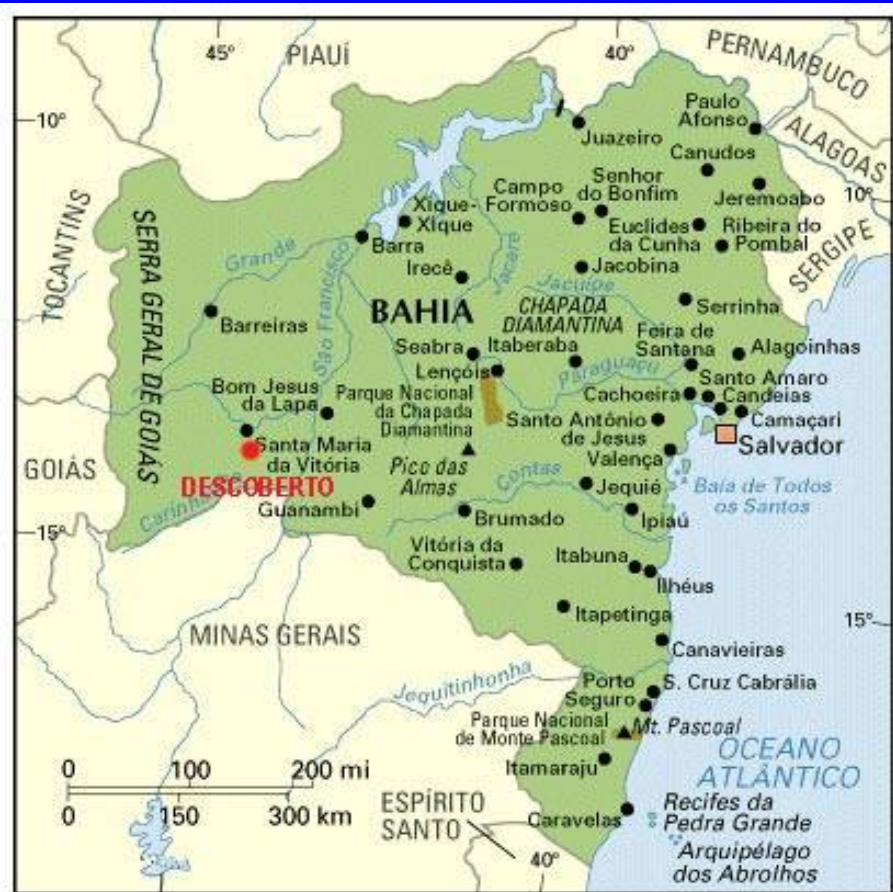 45°
PIAUÍ
40°
PERNAMBUCO
10°
Paulo
Afonso
ALAGOAS
Juazeiro
Canudos
Senhor
do Bonfim
Campo
Formoso
Jeremoabo
10°
Xique-
XIque
Euclides
da Cunha
Ribeira do
Pombal
SERGIPE
TOCANTINS
SERRA GERAL DE GOIÁS
Grande
Barra
São Francisco
Irecê
Jacaré
Jacobina
Jacuípe
BAHIA
CHAPADA
DIAMANTINA
Serrinha
Barreiras
Feira de
Santana
Seabra
Itaberaba
Alagoinhas
Lençóis
Paraguaçu
Santo Amaro
Bom Jesus
da Lapa
Parque Nacional
da Chapada
Diamantina
Cachoeira
Candeias
Camaçari
Santo Antônio
de Jesus
Salvador
Santa Maria
da Vitória
GOIÁS
Pico das
Almas
Valença
DESCOBERTO
Contas
Jequié
Baía de Todos
os Santos
Guanambi
Brumado
Ipiaú
15°
Vitória da
Conquista
Itabuna
Ilhéus
Itapetinga
15°
MINAS GERAIS
Canavieiras
Jequitinhonha
Porto
Seguro
S. Cruz Cabrália
Parque Nacional
de Monte Pascoal
Mt. Pascoal
OCEANO
ATLÂNTICO
Itamaraju
0 100 200 mi
0 150 300 km
ESPÍRITO
SANTO
Caravelas
Recifes da
Pedra Grande
40°
Arquipélago
dos Abrolhos